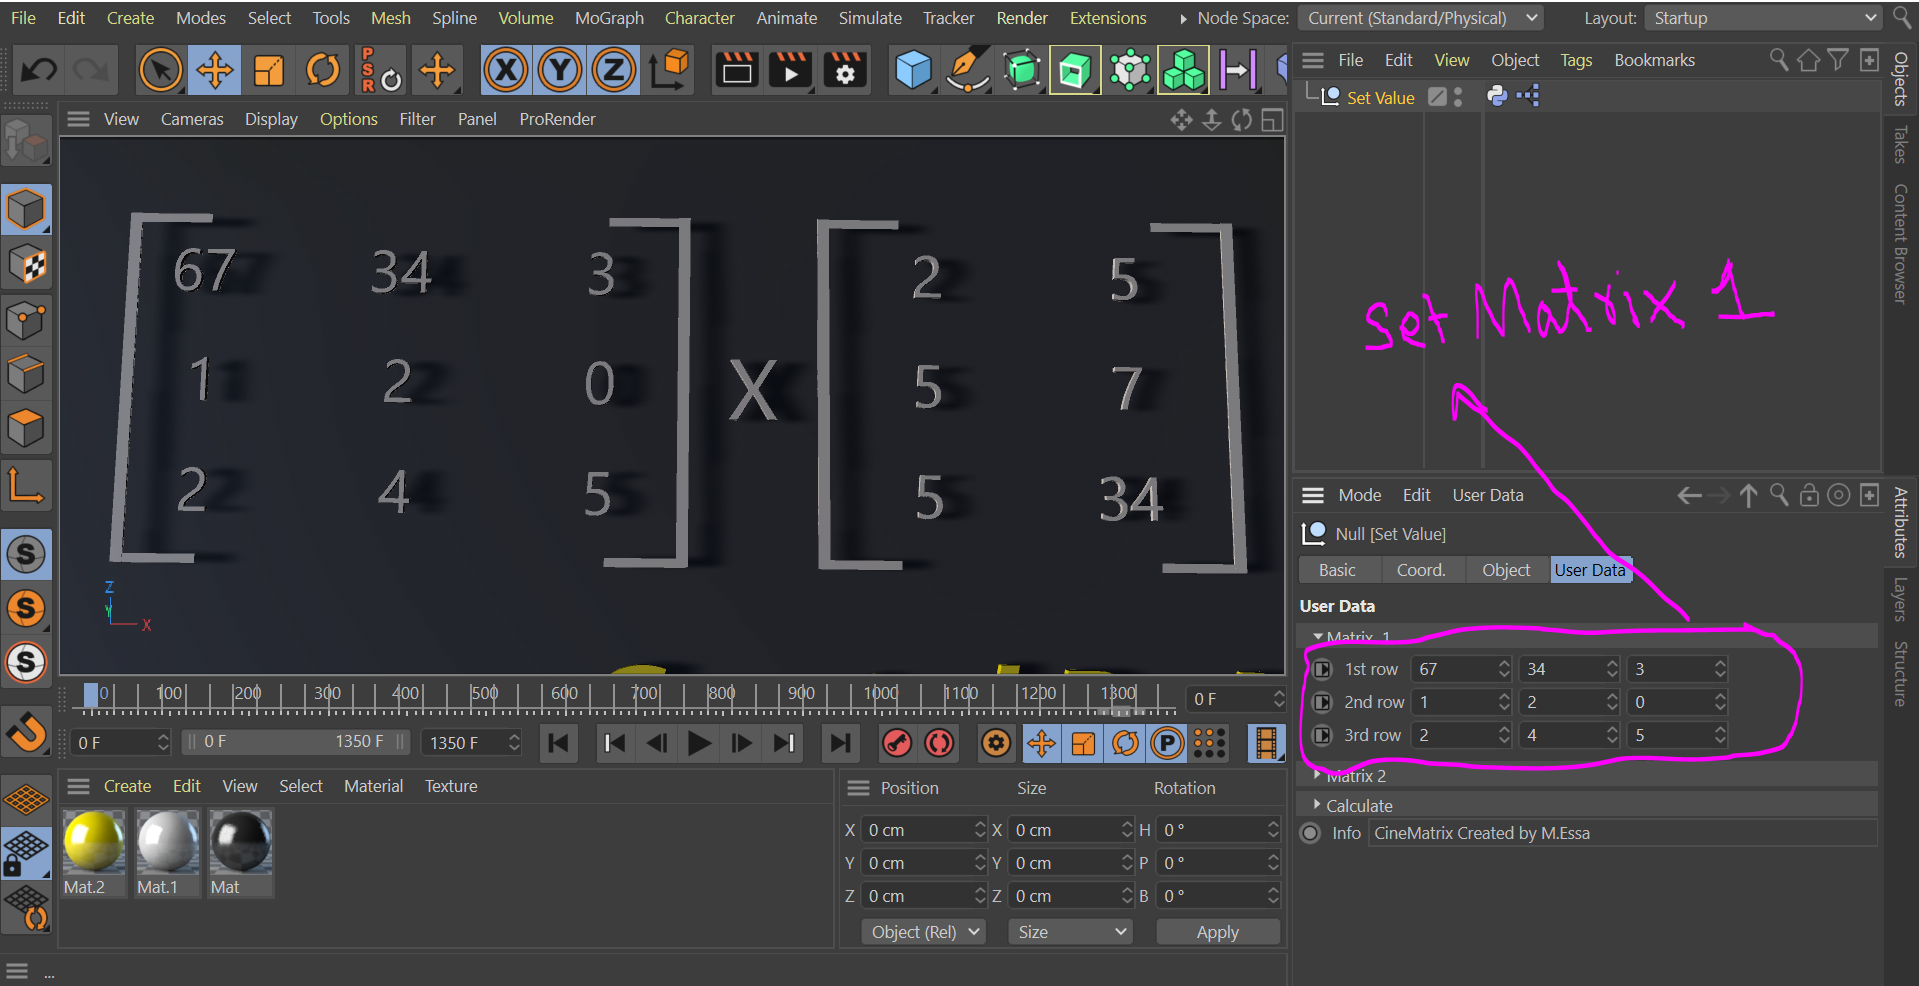 File Edit Create Modes Select Tools Mesh Spline Volume MoGraph Character Animate Simulate Tracker Render Extensions Node Space: Current (Standard/Physical) Layout: Startup
PSR X Y Z
File Edit View Object Tags Bookmarks
Objects
Takes
Content Browser
Set Value
View Cameras Display Options Filter Panel ProRender
67 34 3
1 2 0
2 4 5
X
2 5
5 7
5 34
Z
Y
X
set Matrix 1
Mode Edit User Data
Attributes
Layers
Structure
Null [Set Value]
Basic Coord. Object User Data
User Data
Matrix 1
1st row 67 34 3
2nd row 1 2 0
3rd row 2 4 5
Matrix 2
Calculate
Info CineMatrix Created by M.Essa
S
S
S
0 100 200 300 400 500 600 700 800 900 1000 1100 1200 1300 0 F
0 F 0 F 1350 F 1350 F P
Create Edit View Select Material Texture
Mat.2 Mat.1 Mat
Position Size Rotation
X 0 cm X 0 cm H 0 °
Y 0 cm Y 0 cm P 0 °
Z 0 cm Z 0 cm B 0 °
Object (Rel) Size Apply
...